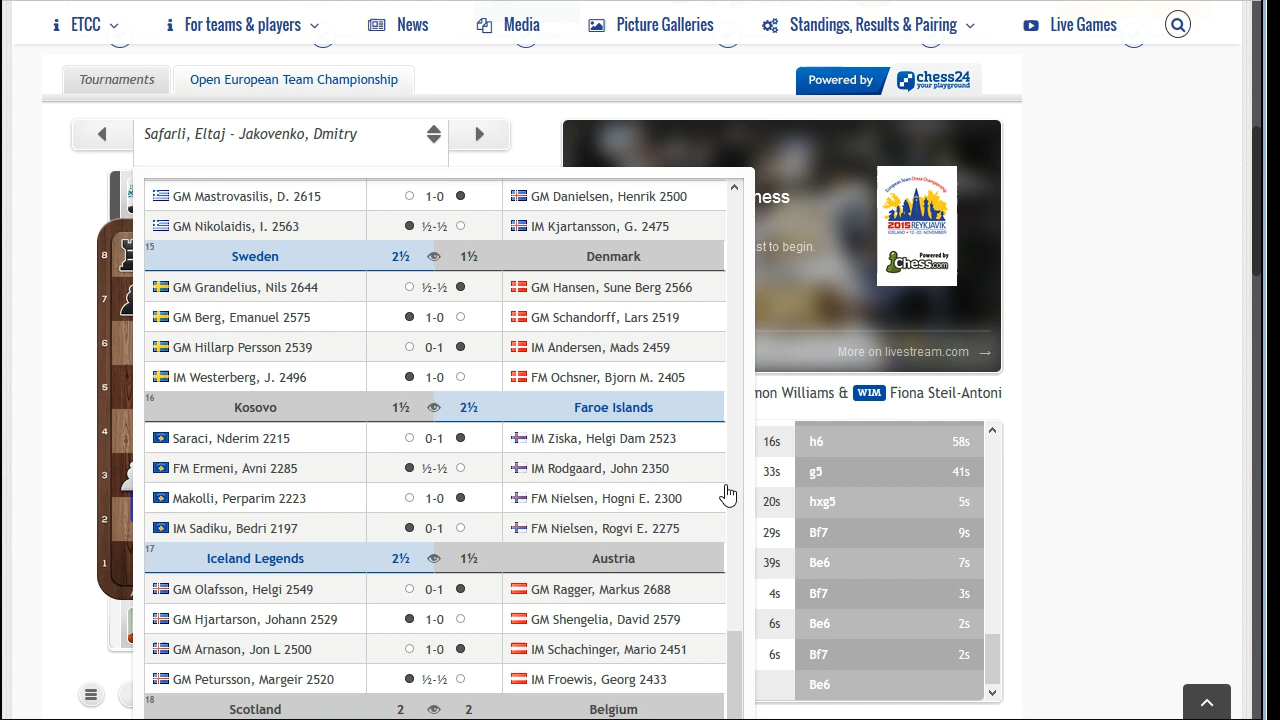 ETCC For teams & players News Media Picture Galleries Standings, Results & Pairing Live Games
Tournaments Open European Team Championship Powered by chess24 your playground
Safarli, Eltaj - Jakovenko, Dmitry
GM Mastrovasilis, D. 2615 1-0 GM Danielsen, Henrik 2500
GM Nikolaidis, I. 2563 ½-½ IM Kjartansson, G. 2475
15 Sweden 2½ 1½ Denmark
GM Grandelius, Nils 2644 ½-½ GM Hansen, Sune Berg 2566
GM Berg, Emanuel 2575 1-0 GM Schandorff, Lars 2519
GM Hillarp Persson 2539 0-1 IM Andersen, Mads 2459
IM Westerberg, J. 2496 1-0 FM Ochsner, Bjorn M. 2405
16 Kosovo 1½ 2½ Faroe Islands
Saraci, Nderim 2215 0-1 IM Ziska, Helgi Dam 2523
FM Ermeni, Avni 2285 ½-½ IM Rodgaard, John 2350
Makolli, Perparim 2223 1-0 FM Nielsen, Hogni E. 2300
IM Sadiku, Bedri 2197 0-1 FM Nielsen, Rogvi E. 2275
17 Iceland Legends 2½ 1½ Austria
GM Olafsson, Helgi 2549 0-1 GM Ragger, Markus 2688
GM Hjartarson, Johann 2529 1-0 GM Shengelia, David 2579
GM Arnason, Jon L 2500 1-0 IM Schachinger, Mario 2451
GM Petursson, Margeir 2520 ½-½ IM Froewis, Georg 2433
18 Scotland 2 2 Belgium
8
7
6
5
4
3
2
1
ess
st to begin.
European Team Chess Championship
2015 REYKJAVIK
ICELAND • 12.-22. NOVEMBER
Powered by
Chess.com
More on livestream.com →
mon Williams & WIM Fiona Steil-Antoni
16s h6 58s
33s g5 41s
20s hxg5 5s
29s Bf7 9s
39s Be6 7s
4s Bf7 3s
6s Be6 2s
6s Bf7 2s
Be6